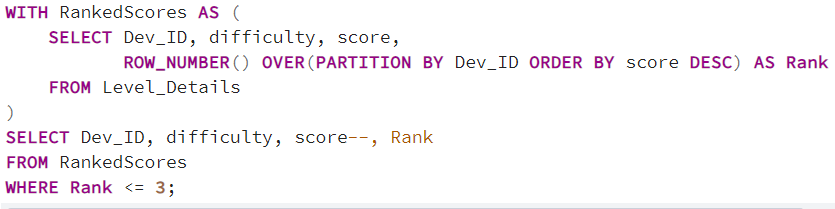 WITH RankedScores AS (
    SELECT Dev_ID, difficulty, score,
           ROW_NUMBER() OVER(PARTITION BY Dev_ID ORDER BY score DESC) AS Rank
    FROM Level_Details
)
SELECT Dev_ID, difficulty, score--, Rank
FROM RankedScores
WHERE Rank <= 3;